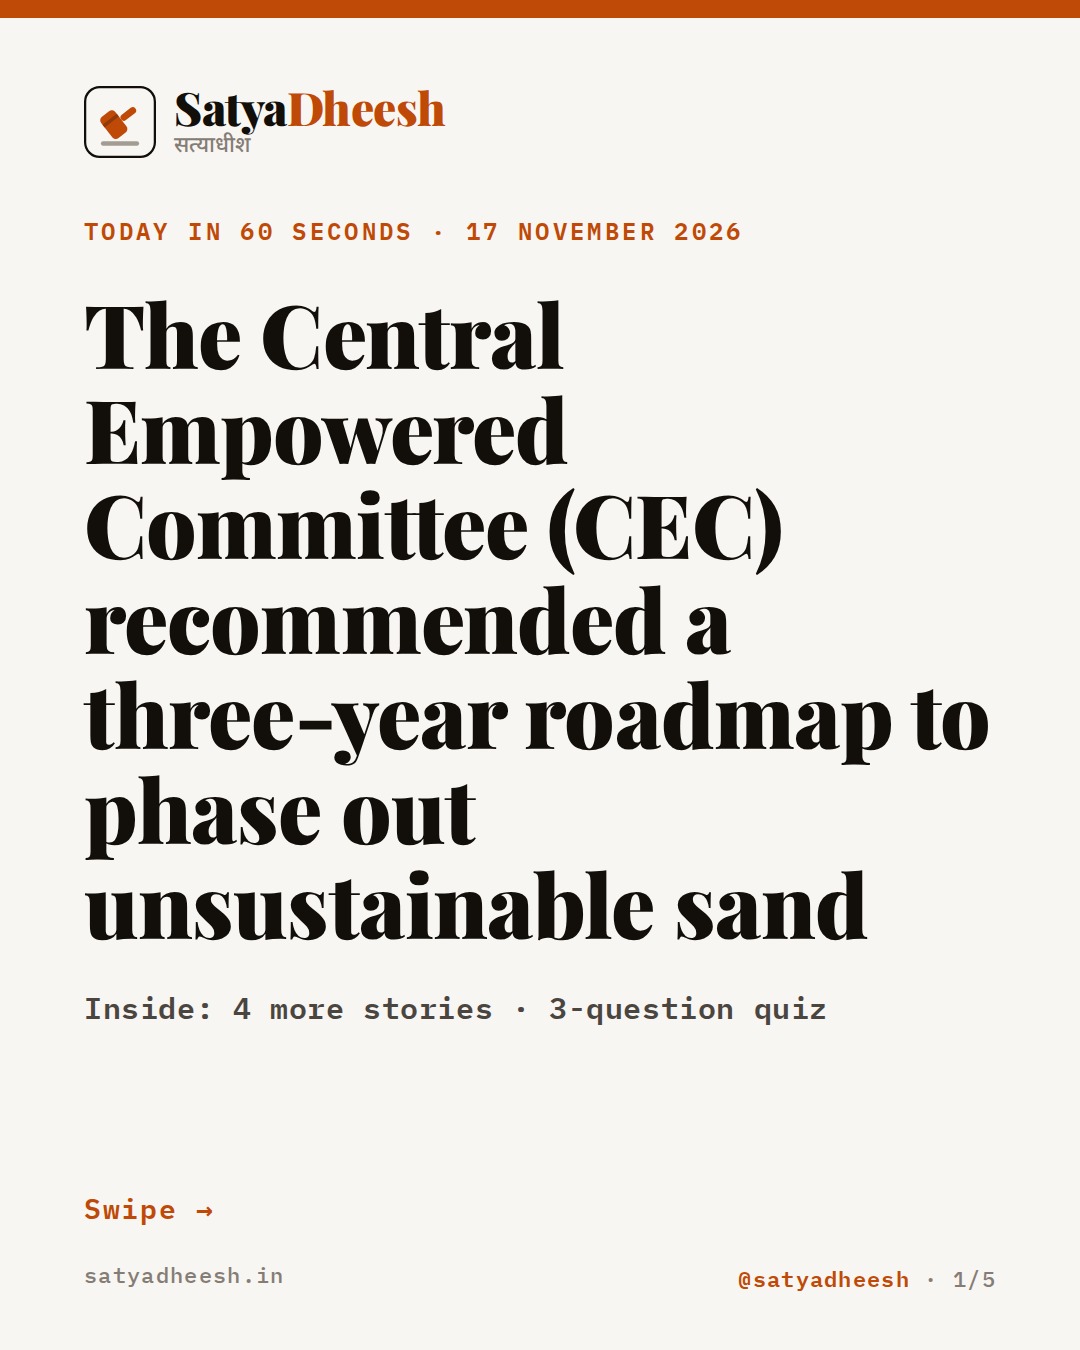 SatyaDheesh
सत्याधीश
TODAY IN 60 SECONDS · 17 NOVEMBER 2026
The Central
Empowered
Committee (CEC)
recommended a
three-year roadmap to
phase out
unsustainable sand
Inside: 4 more stories · 3-question quiz
Swipe →
satyadheesh.in
@satyadheesh · 1/5